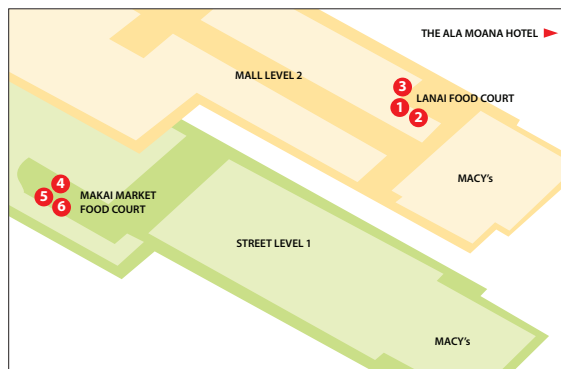 THE ALA MOANA HOTEL
MALL LEVEL 2
3
LANAI FOOD COURT
1
2
MACY's
4
5
MAKAI MARKET
FOOD COURT
6
STREET LEVEL 1
MACY's